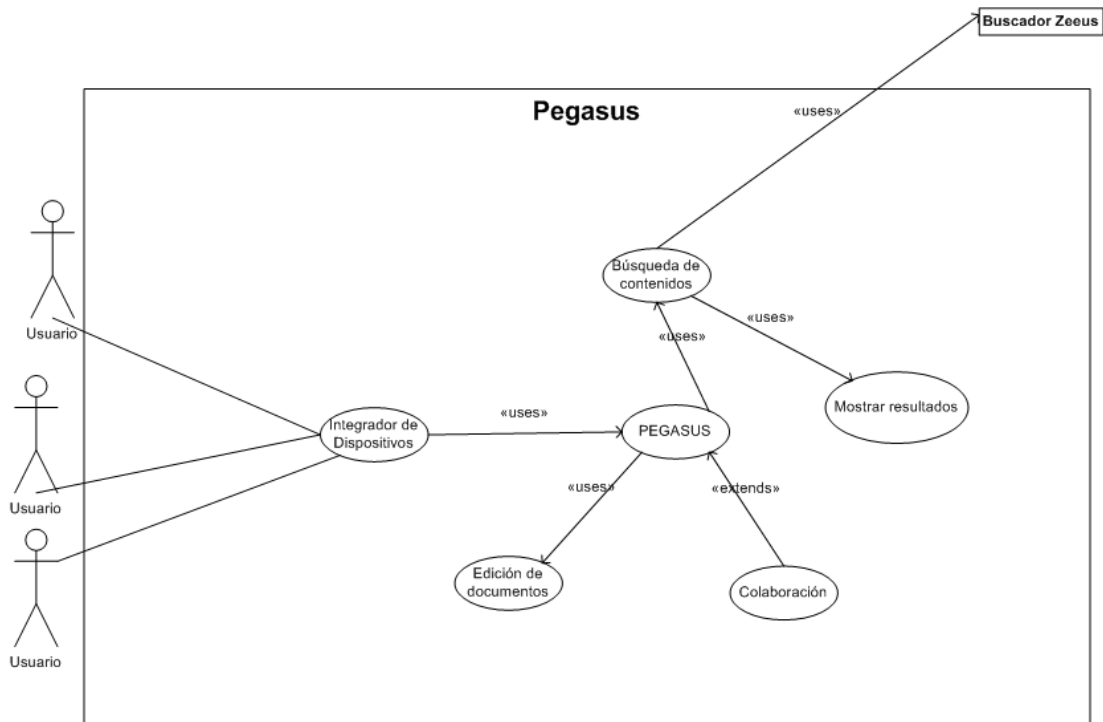 Buscador Zeeus
Pegasus
«uses»
Búsqueda de
contenidos
«uses»
«uses»
Usuario
Mostrar resultados
Integrador de
Dispositivos
«uses»
PEGASUS
«uses»
«extends»
Usuario
Edición de
documentos
Colaboración
Usuario